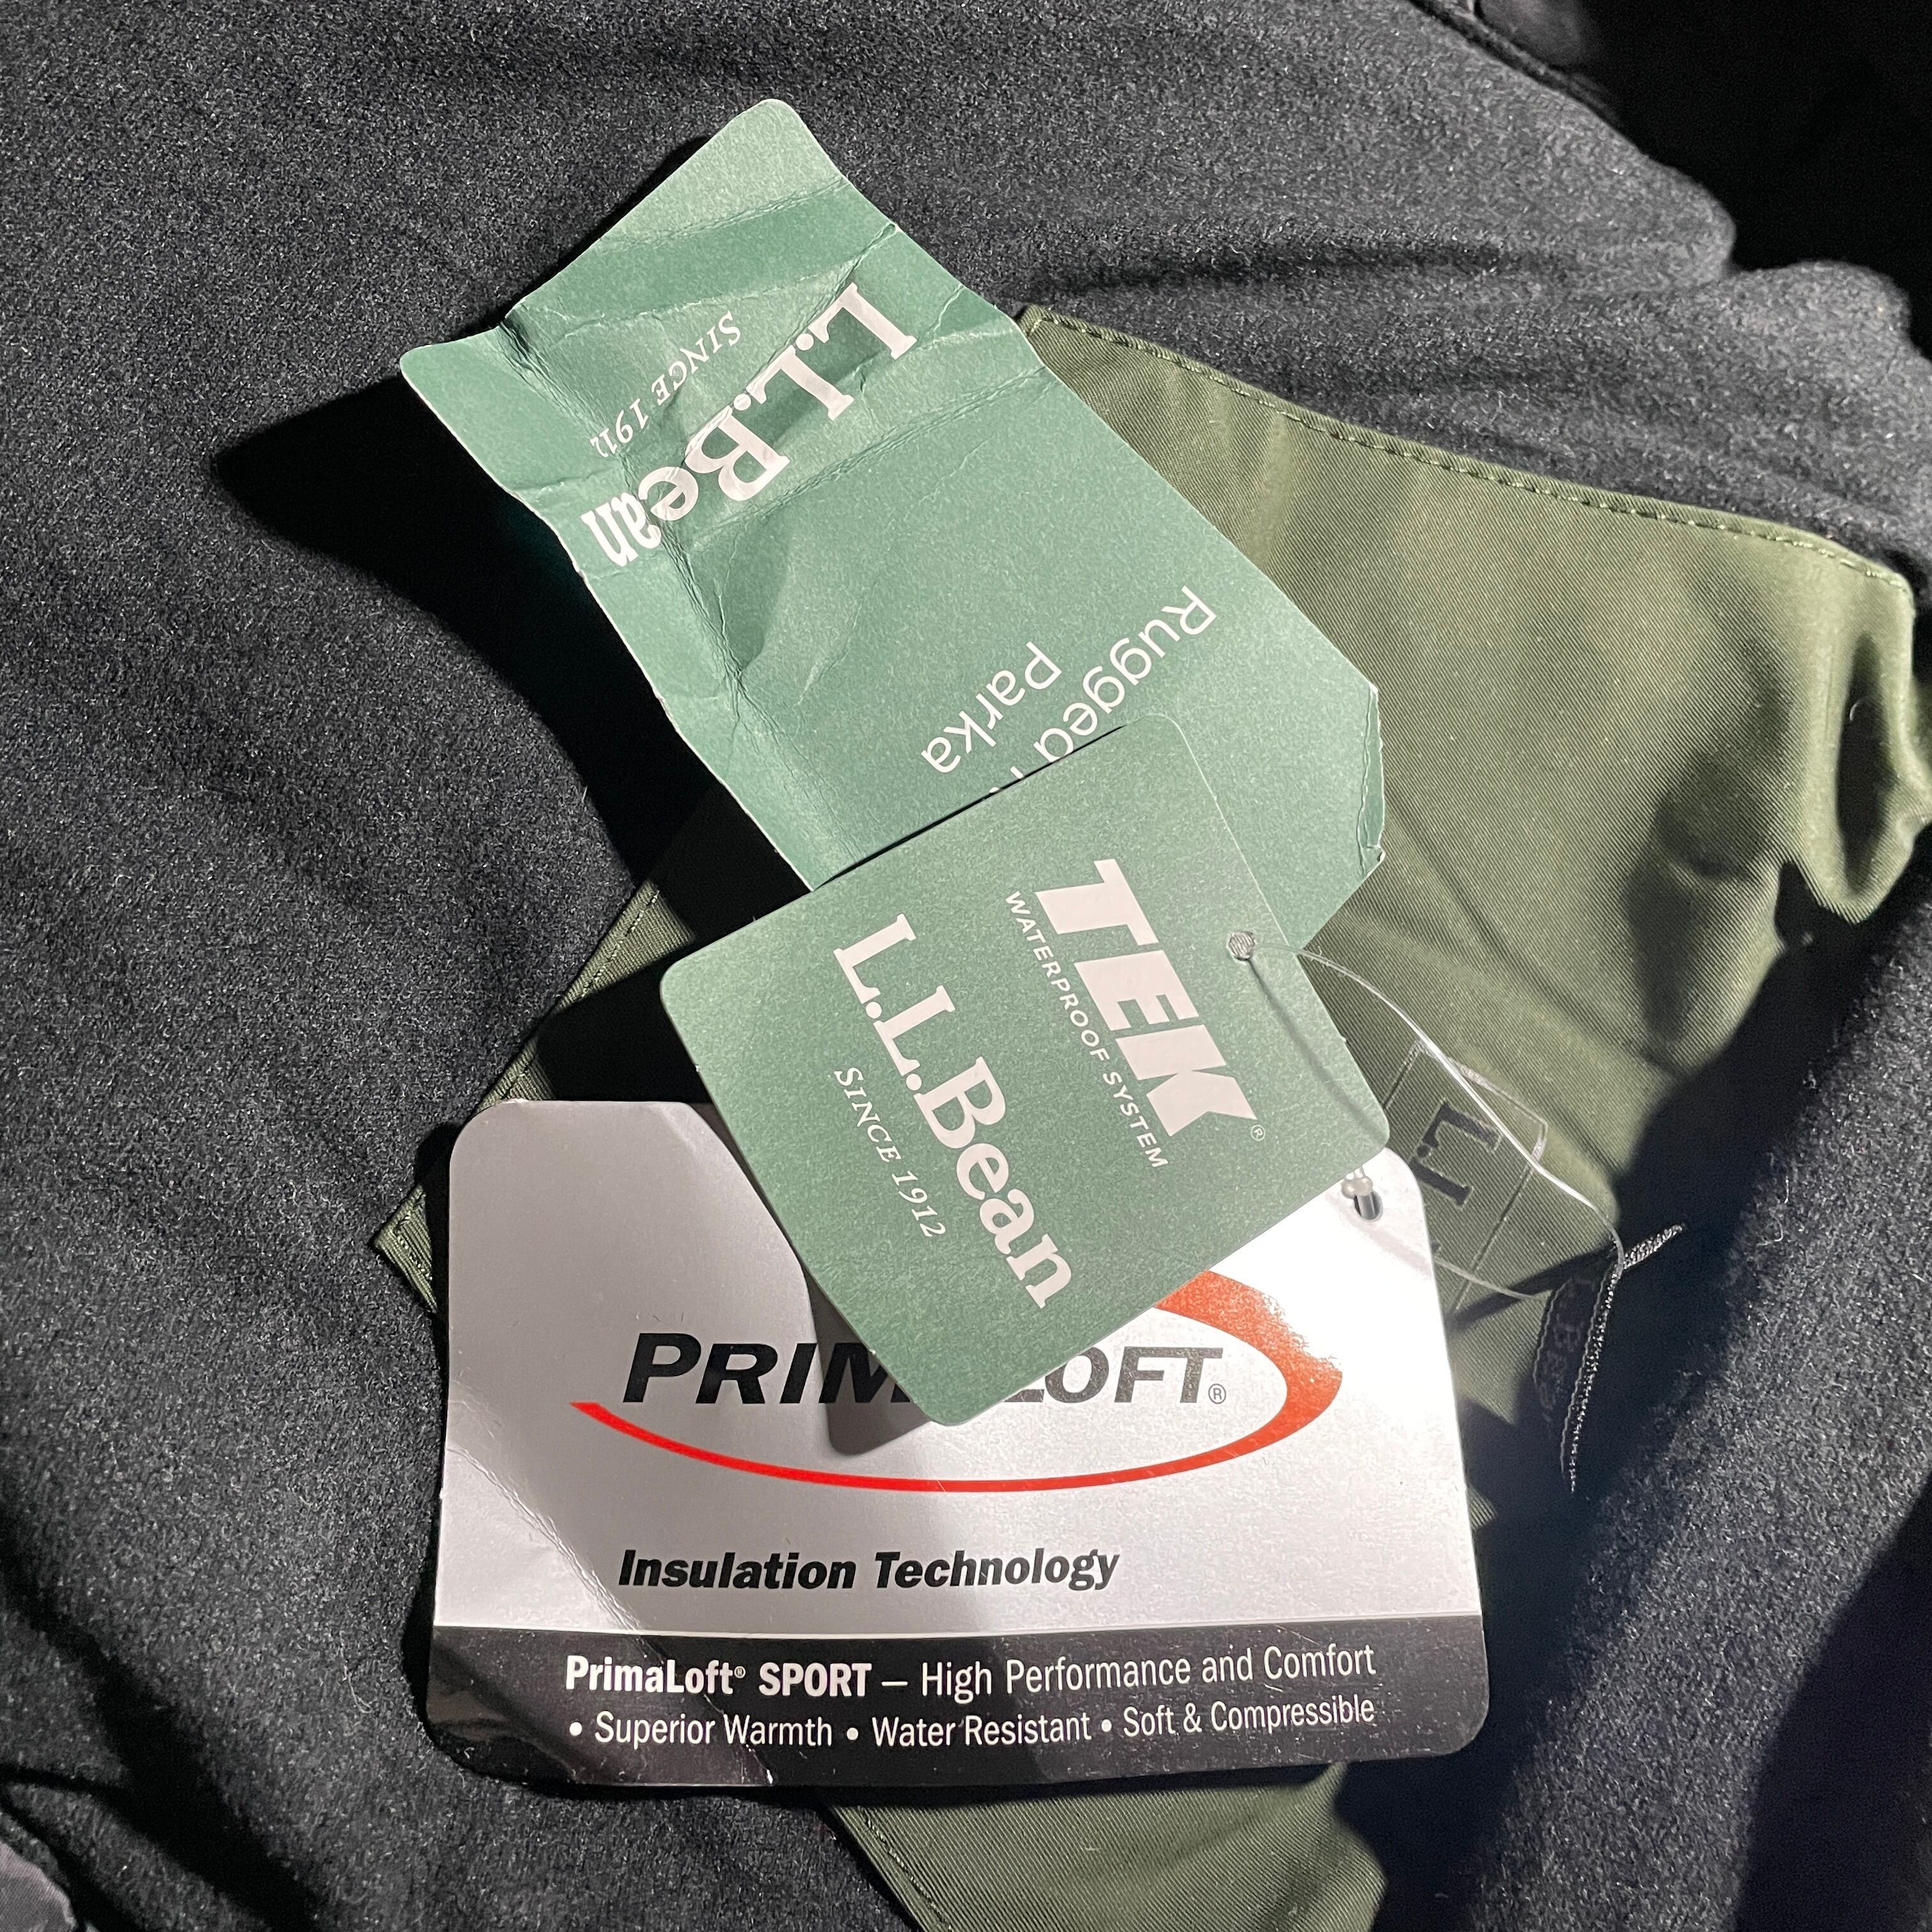 L.L.Bean
SINCE 1912
Rugged
Parka
TEK®
WATERPROOF SYSTEM
L.L.Bean
SINCE 1912
LOFT®
Insulation Technology
PrimaLoft® SPORT – High Performance and Comfort
• Superior Warmth • Water Resistant • Soft & Compressible